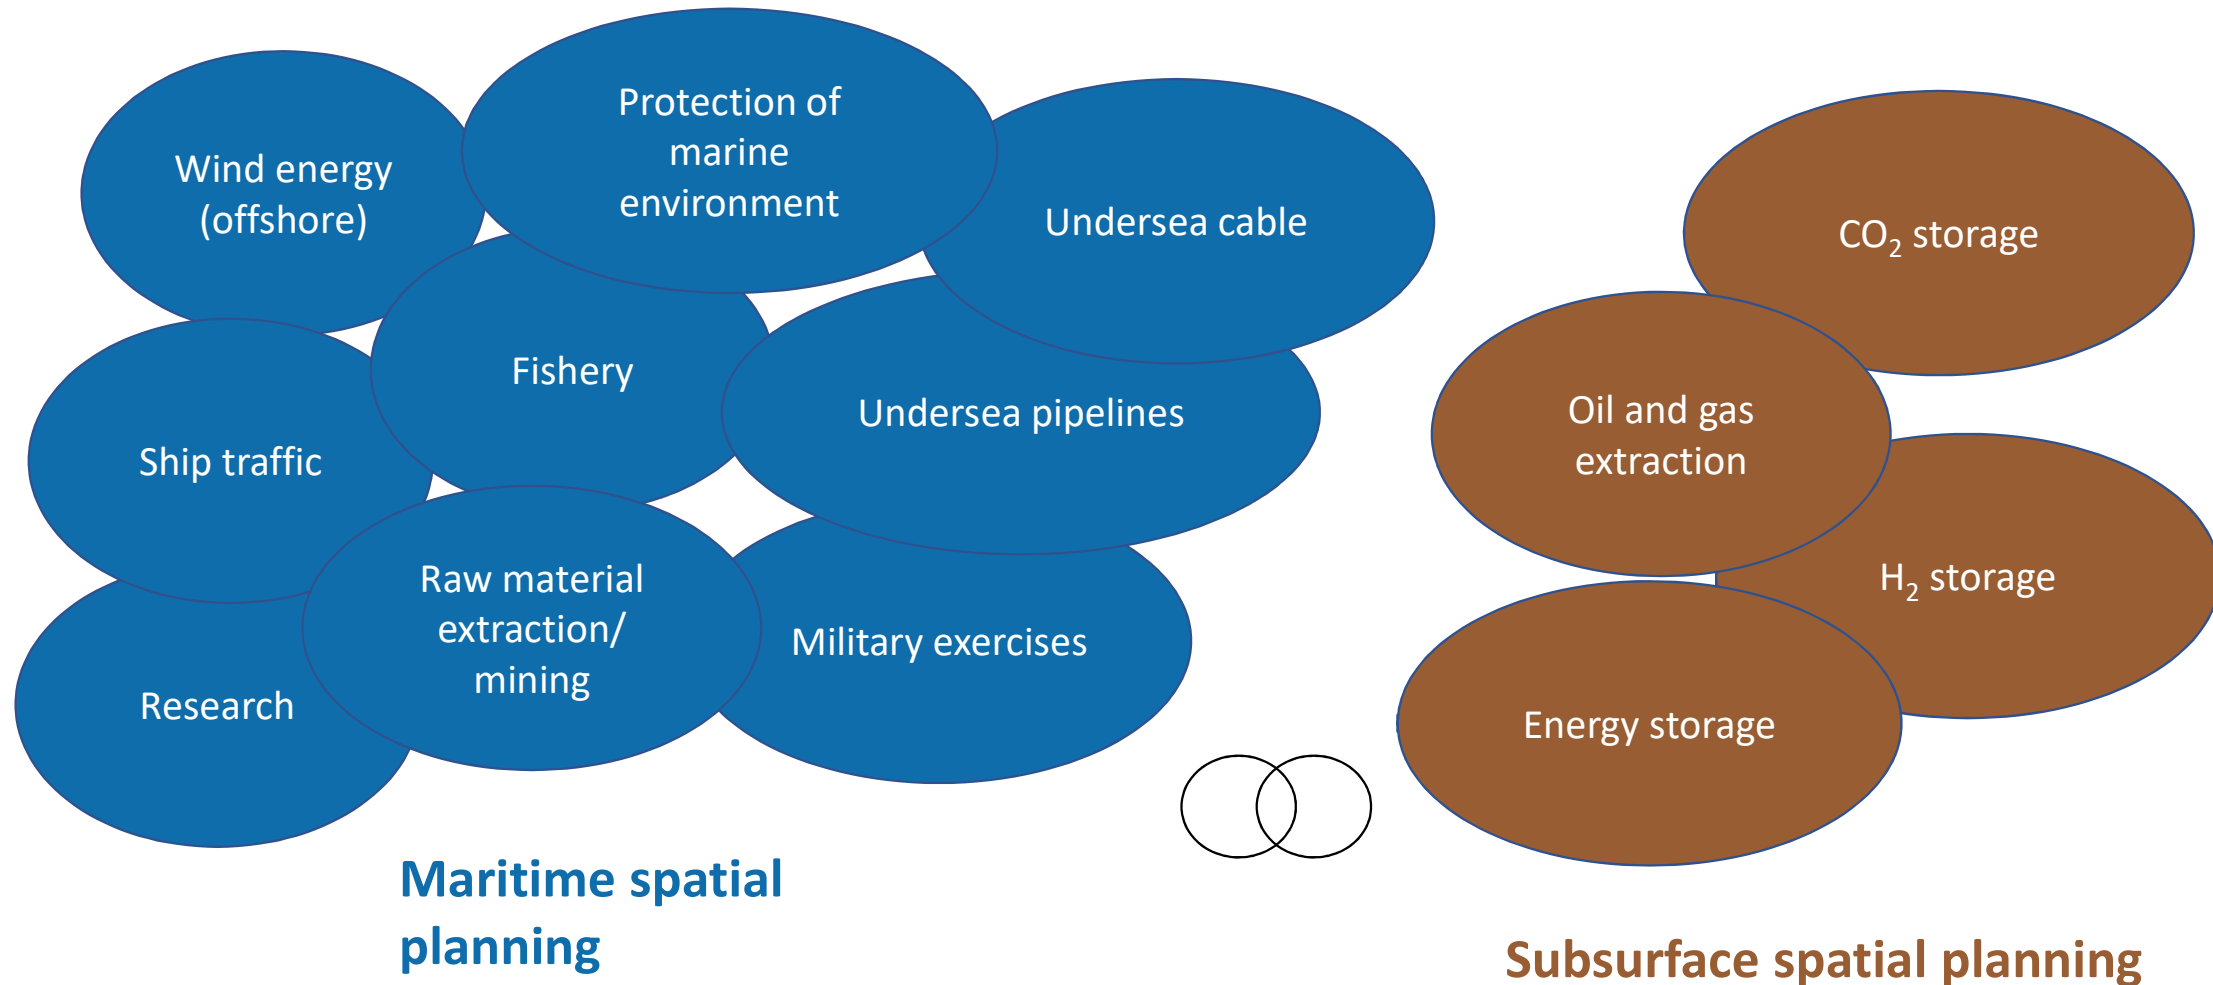 Wind energy
(offshore)
Protection of
marine
environment
Undersea cable
Fishery
Undersea pipelines
Ship traffic
Raw material
extraction/
mining
Military exercises
Research
Maritime spatial
planning
CO₂ storage
Oil and gas
extraction
H₂ storage
Energy storage
Subsurface spatial planning